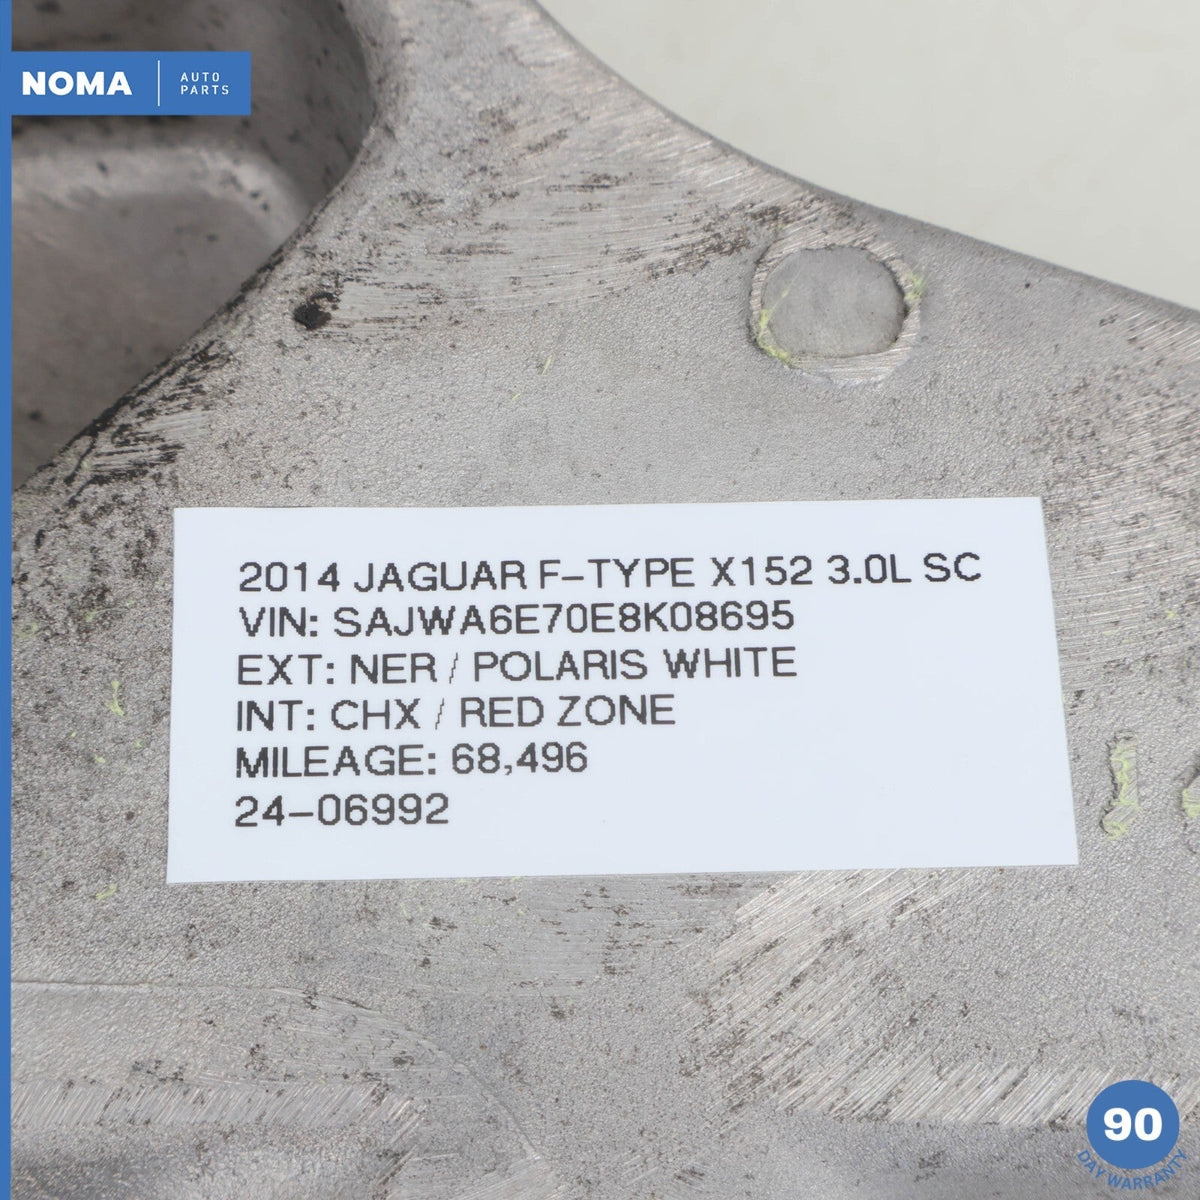 NOMA
AUTO
PARTS
2014 JAGUAR F-TYPE X152 3.0L SC
VIN: SAJWA6E70E8K08695
EXT: NER / POLARIS WHITE
INT: CHX / RED ZONE
MILEAGE: 68,496
24-06992
90
DAY WARRANTY